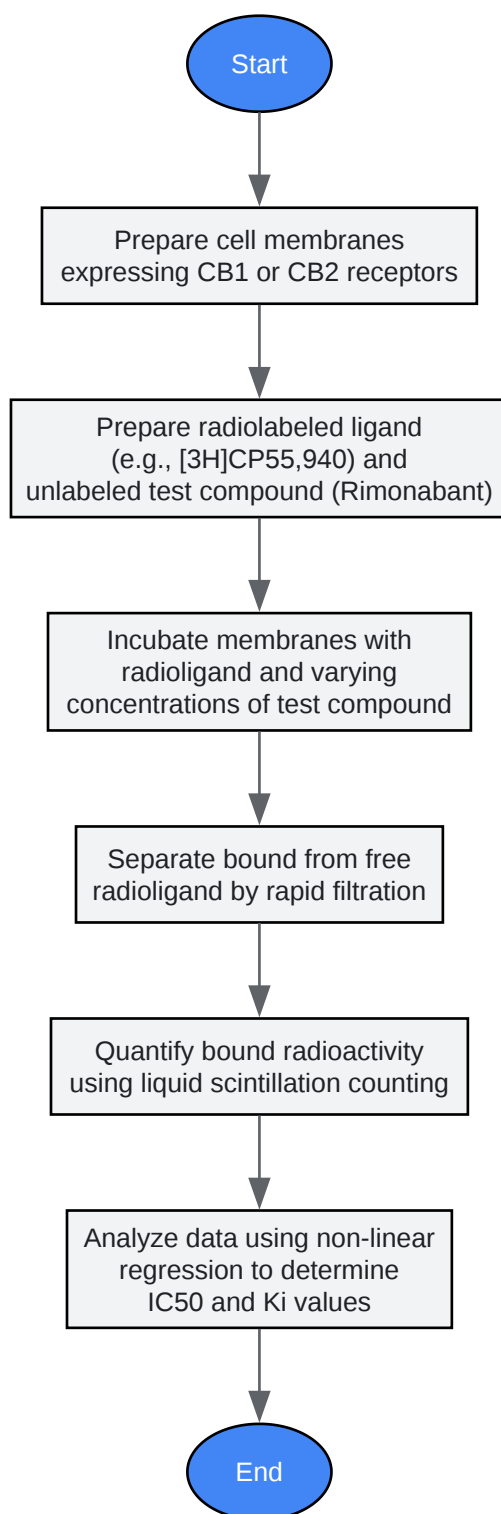 Start
Prepare cell membranes
expressing CB1 or CB2 receptors
Prepare radiolabeled ligand
(e.g., [3H]CP55,940) and
unlabeled test compound (Rimonabant)
Incubate membranes with
radioligand and varying
concentrations of test compound
Separate bound from free
radioligand by rapid filtration
Quantify bound radioactivity
using liquid scintillation counting
Analyze data using non-linear
regression to determine
IC50 and Ki values
End